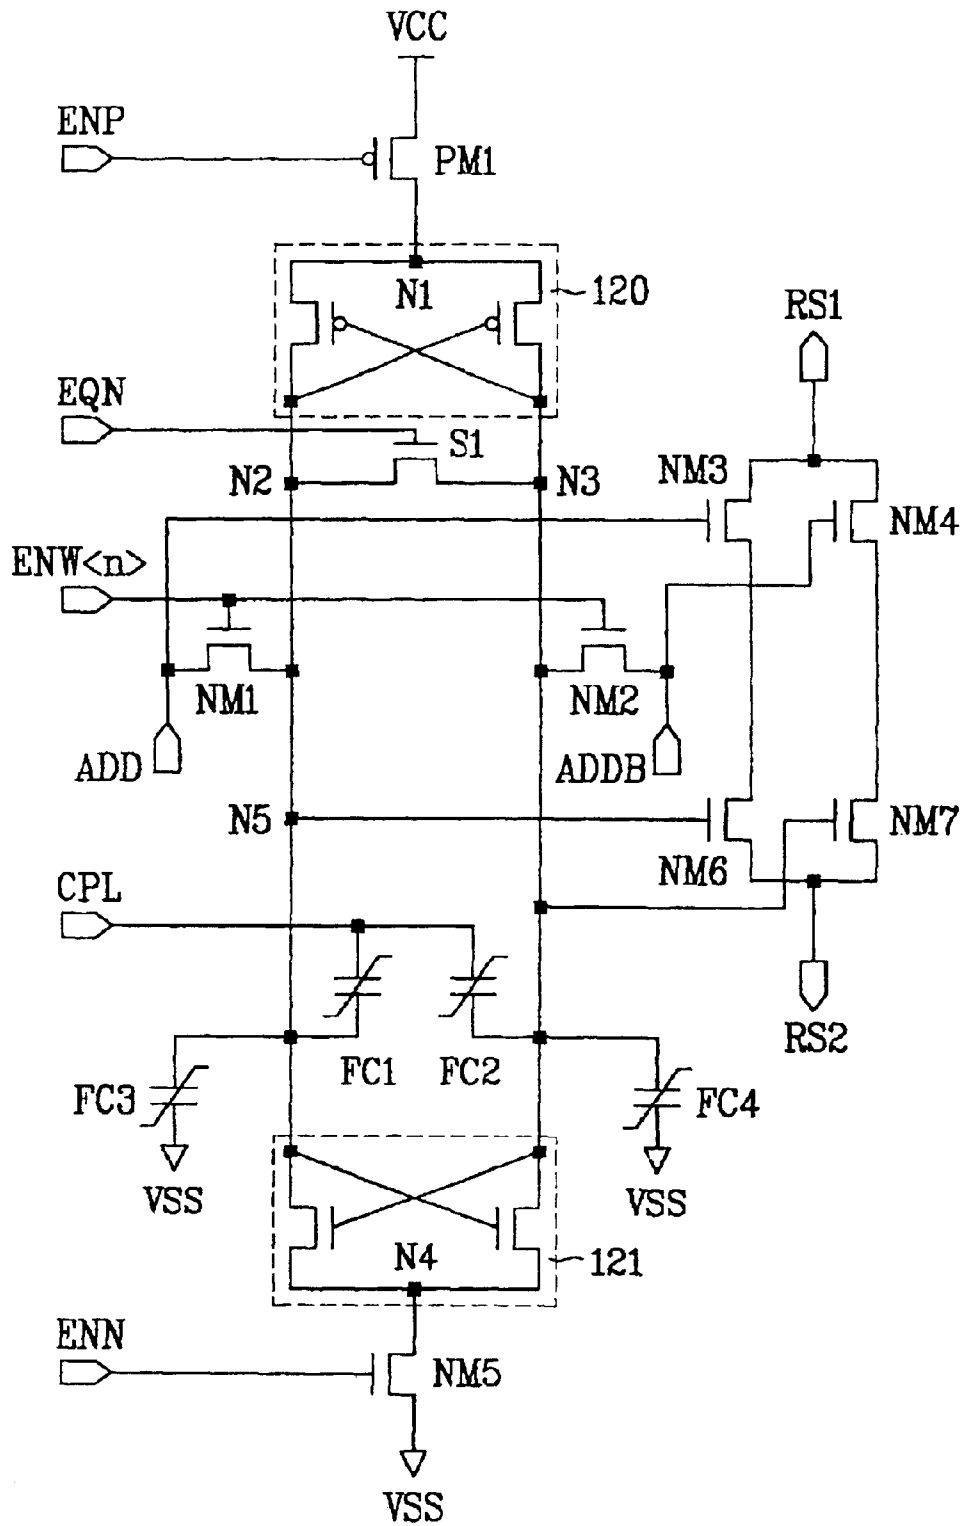 VCC
ENP
PM1
N1
120
RS1
EQN
S1
N2
N3
NM3
NM4
ENW<n>
NM1
NM2
ADD
ADDB
N5
NM7
NM6
CPL
FC1
FC2
RS2
FC3
FC4
VSS
VSS
N4
121
ENN
NM5
VSS